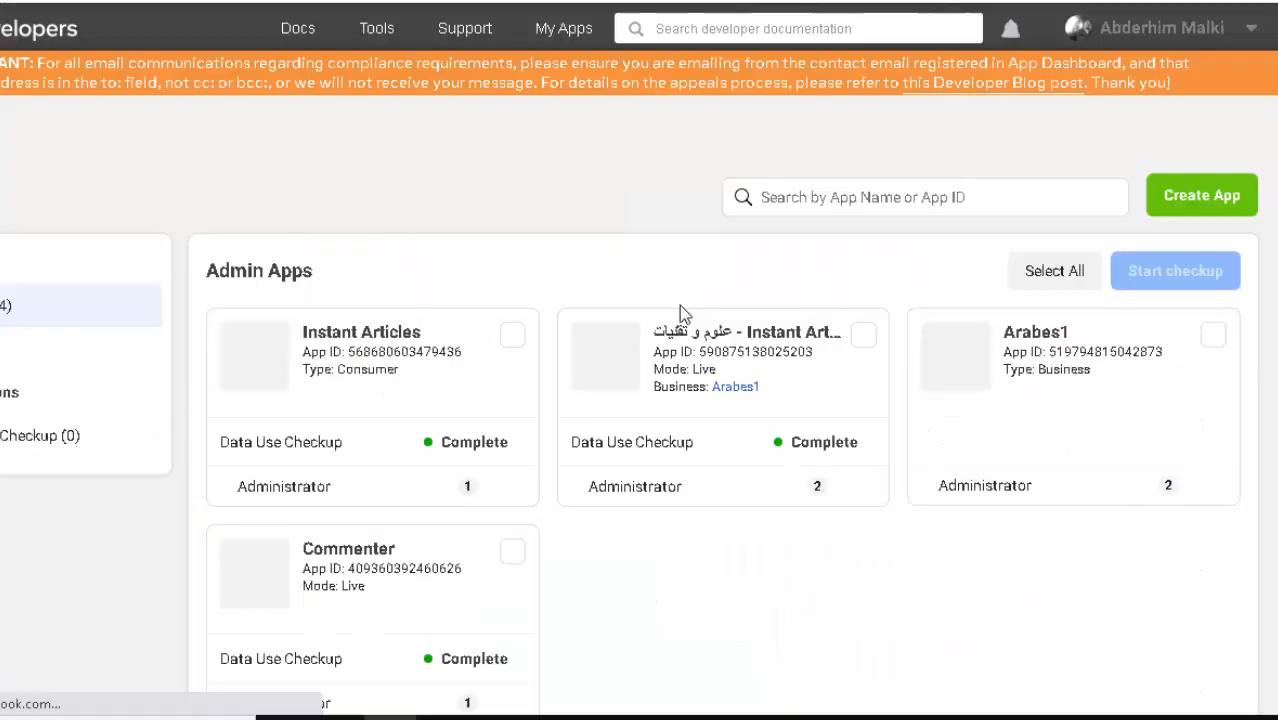 elopers
Docs
Tools
Support
My Apps
Search developer documentation
Abderhim Malki
ANT: For all email communications regarding compliance requirements, please ensure you are emailing from the contact email registered in App Dashboard, and that
dress is in the to: field, not cc: or bcc:, or we will not receive your message. For details on the appeals process, please refer to this Developer Blog post. Thank you]
Search by App Name or App ID
Create App
4)
ns
Checkup (0)
Admin Apps
Select All
Start checkup
Instant Articles
App ID: 568680603479436
Type: Consumer
Data Use Checkup
Complete
Administrator
1
علوم و تقنيات - Instant Art...
App ID: 590875138025203
Mode: Live
Business: Arabes1
Data Use Checkup
Complete
Administrator
2
Arabes1
App ID: 519794815042873
Type: Business
Administrator
2
Commenter
App ID: 409360392460626
Mode: Live
Data Use Checkup
Complete
or
1
ook.com...